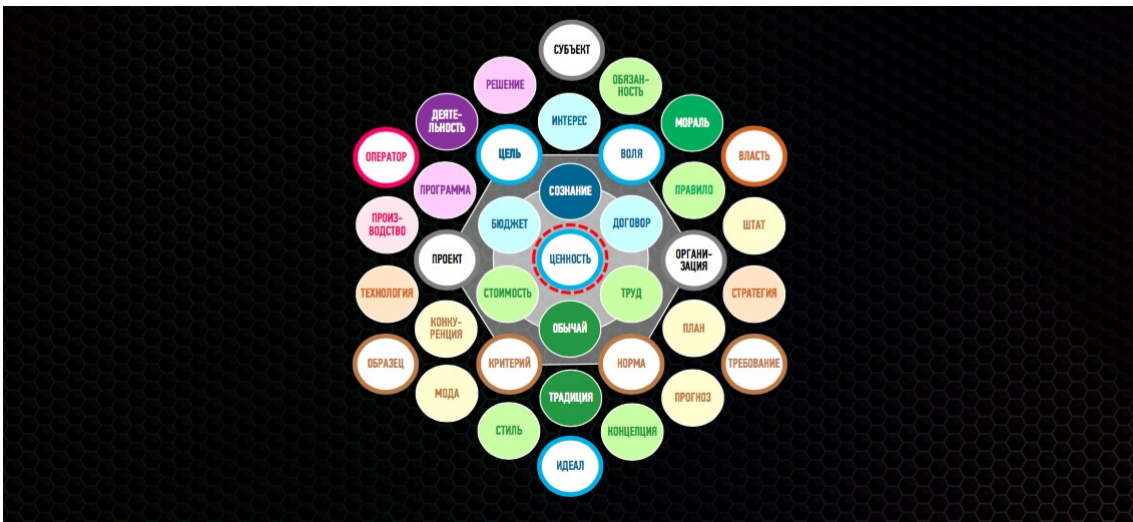 СУБЪЕКТ
РЕШЕНИЕ
ОБЯЗАН-
НОСТЬ
ДЕЯТЕ-
ЛЬНОСТЬ
ИНТЕРЕС
МОРАЛЬ
ОПЕРАТОР
ЦЕЛЬ
ВОЛЯ
ВЛАСТЬ
ПРОГРАММА
СОЗНАНИЕ
ПРАВИЛО
ПРОИЗ-
ВОДСТВО
БЮДЖЕТ
ДОГОВОР
ШТАТ
ПРОЕКТ
ЦЕННОСТЬ
ОРГАНИ-
ЗАЦИЯ
ТЕХНОЛОГИЯ
СТОИМОСТЬ
ТРУД
СТРАТЕГИЯ
КОНКУ-
РЕНЦИЯ
ОБЫЧАЙ
ПЛАН
ОБРАЗЕЦ
КРИТЕРИЙ
НОРМА
ТРЕБОВАНИЕ
МОДА
ТРАДИЦИЯ
ПРОГНОЗ
СТИЛЬ
КОНЦЕПЦИЯ
ИДЕАЛ